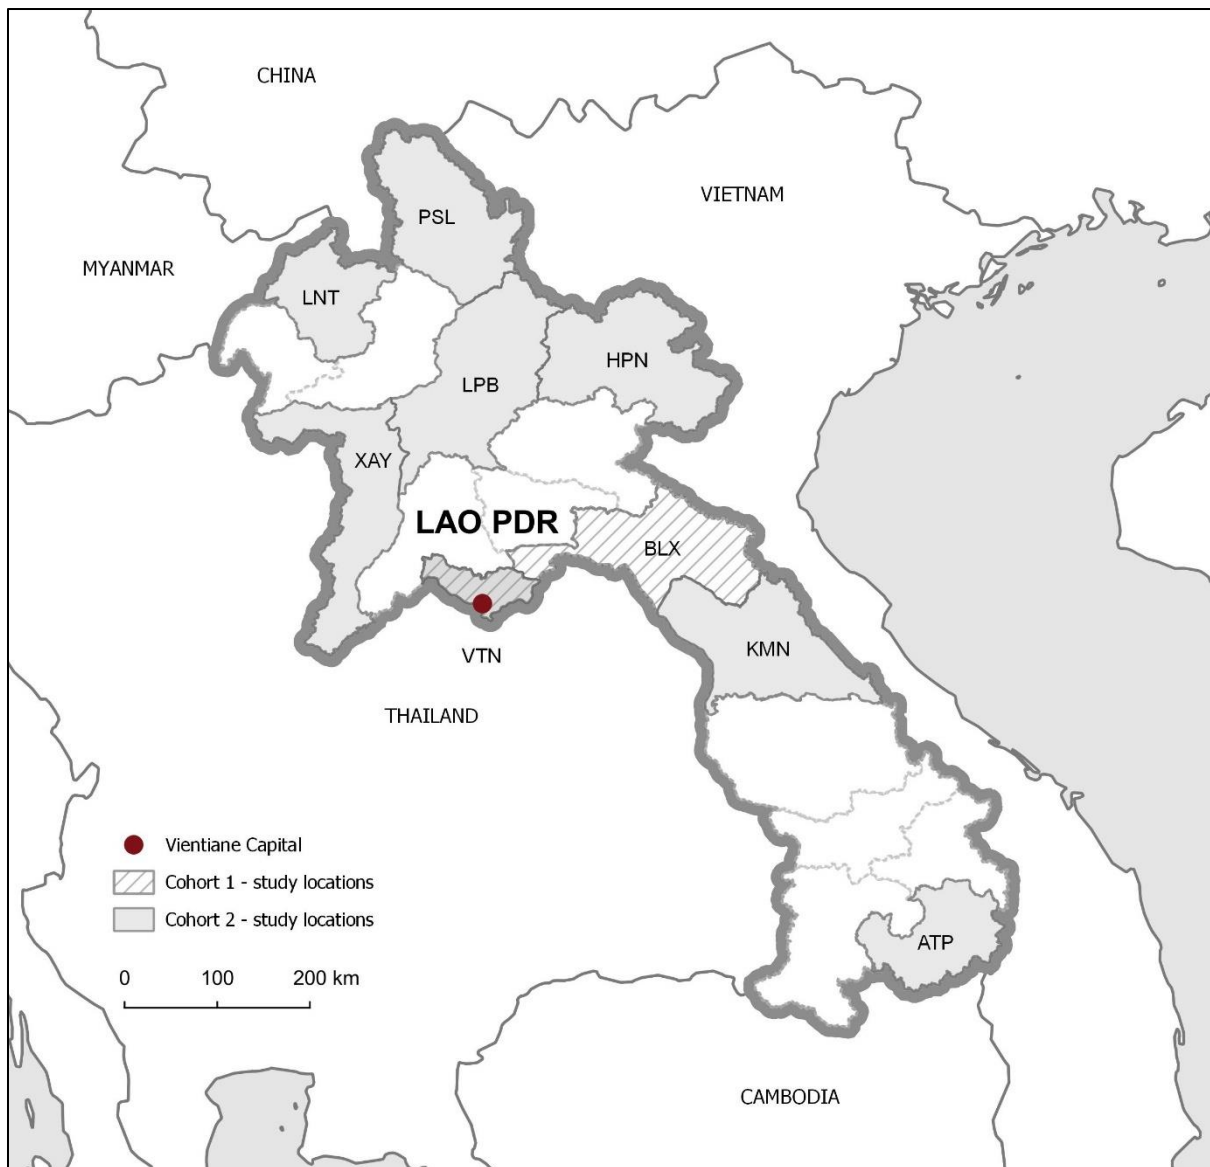 CHINA
VIETNAM
PSL
MYANMAR
LNT
HPN
LPB
XAY
LAO PDR
BLX
KMN
VTN
THAILAND
Vientiane Capital
Cohort 1 - study locations
Cohort 2 - study locations
ATP
0 100 200 km
CAMBODIA